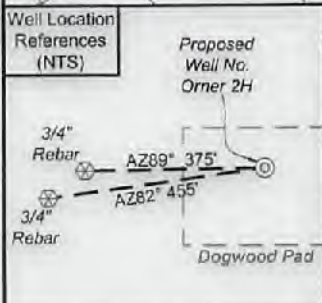 Well Location
References
(NTS)
Proposed
Well No.
Orner 2H
3/4"
Rebar
AZ89° 375'
AZ82° 455'
3/4"
Rebar
Dogwood Pad